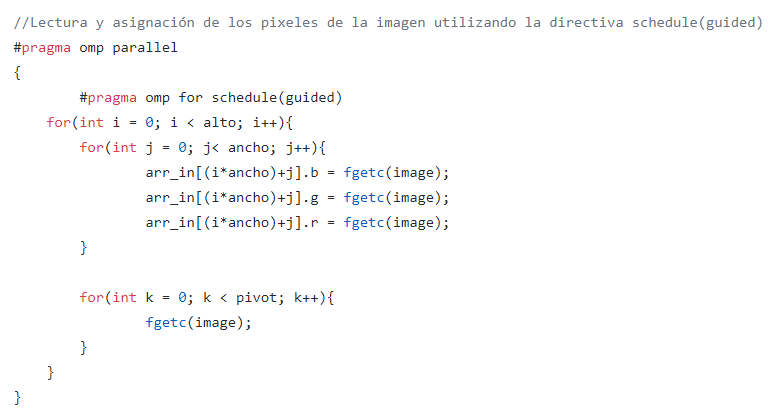 //Lectura y asignación de los pixeles de la imagen utilizando la directiva schedule(guided)
#pragma omp parallel
{
        #pragma omp for schedule(guided)
    for(int i = 0; i < alto; i++){
        for(int j = 0; j< ancho; j++){
                arr_in[(i*ancho)+j].b = fgetc(image);
                arr_in[(i*ancho)+j].g = fgetc(image);
                arr_in[(i*ancho)+j].r = fgetc(image);
        }

        for(int k = 0; k < pivot; k++){
                fgetc(image);
        }
    }
}